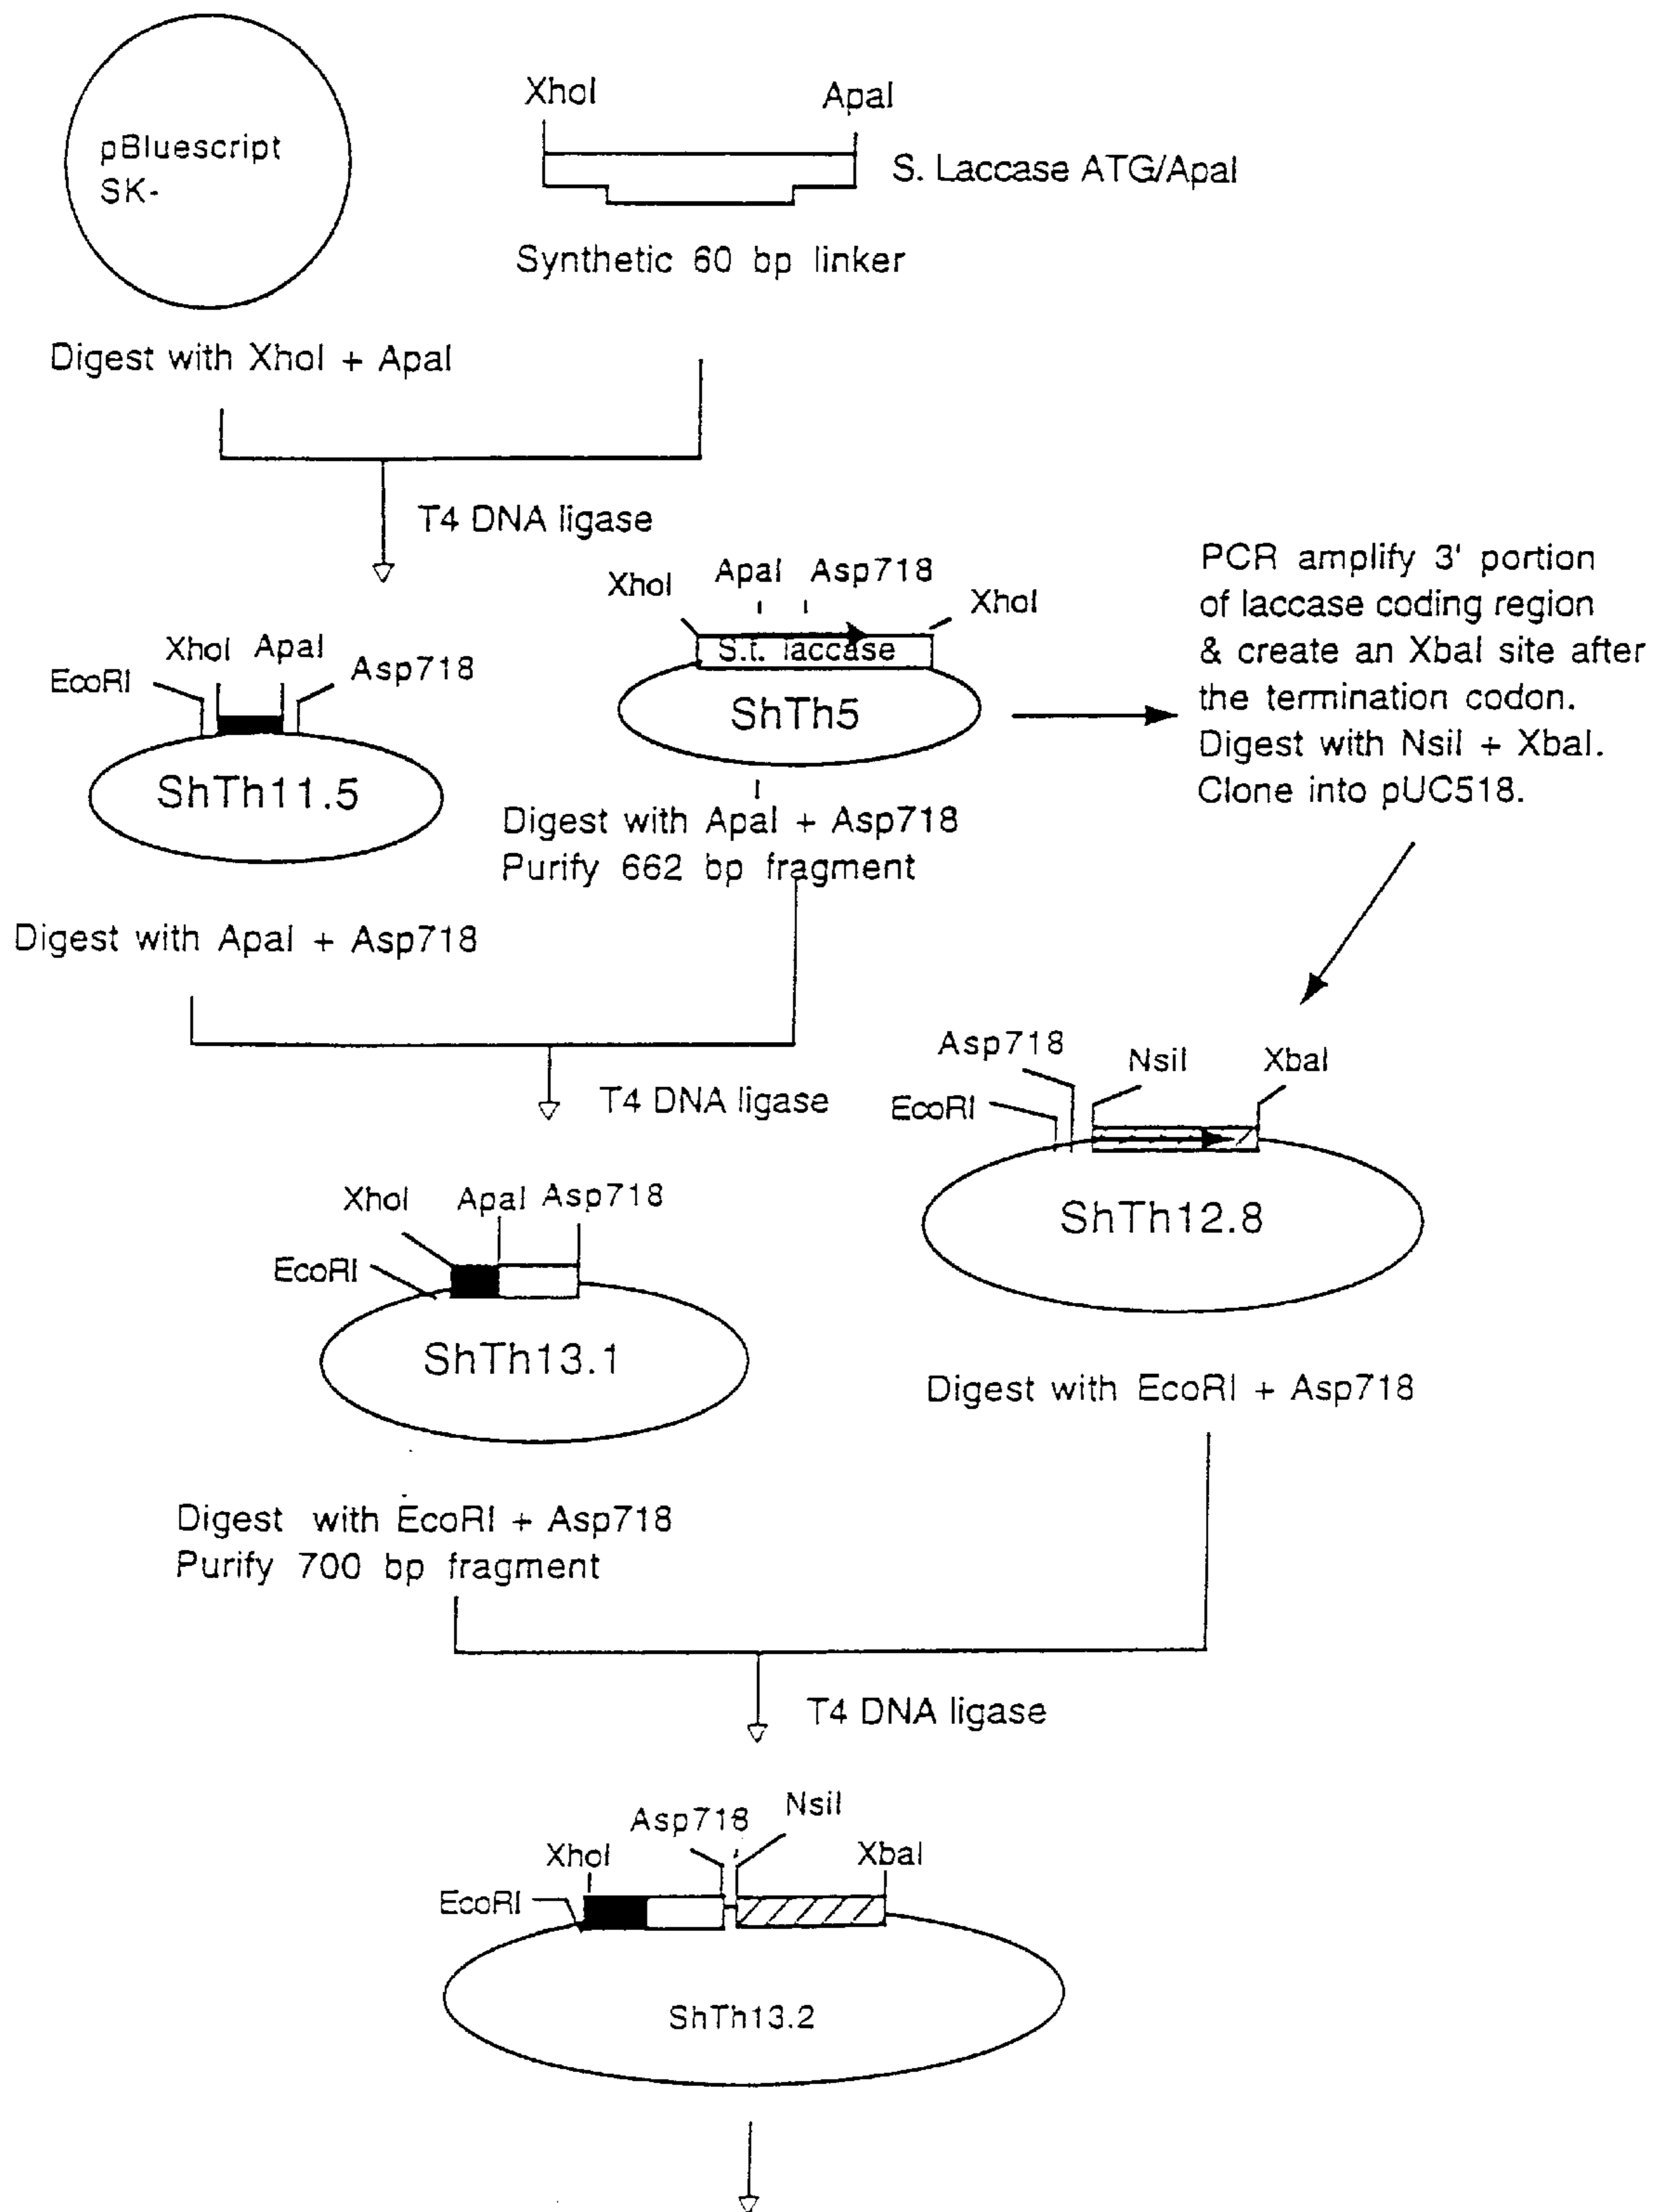 pBluescript
SK-
XhoI ApaI
S. Laccase ATG/ApaI
Synthetic 60 bp linker
Digest with XhoI + ApaI
T4 DNA ligase
EcoRI XhoI ApaI Asp718
ShTh11.5
Digest with ApaI + Asp718
XhoI ApaI Asp718 XhoI
S.t. laccase
ShTh5
Digest with ApaI + Asp718
Purify 662 bp fragment
PCR amplify 3' portion
of laccase coding region
& create an XbaI site after
the termination codon.
Digest with NsiI + XbaI.
Clone into pUC518.
T4 DNA ligase
EcoRI XhoI ApaI Asp718
ShTh13.1
Digest with EcoRI + Asp718
Purify 700 bp fragment
EcoRI Asp718 NsiI XbaI
ShTh12.8
Digest with EcoRI + Asp718
T4 DNA ligase
EcoRI XhoI Asp718 NsiI XbaI
ShTh13.2